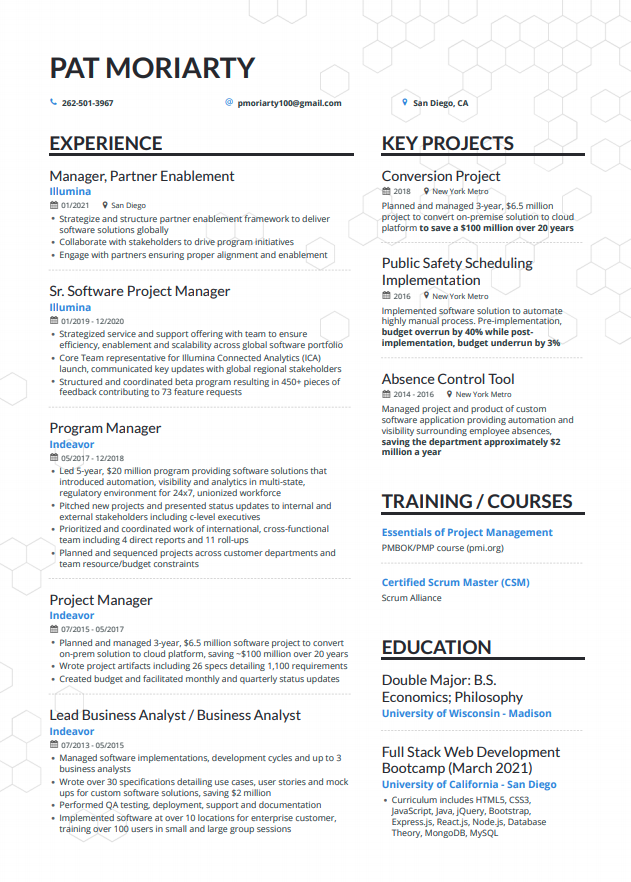 PAT MORIARTY
262-501-3967
pmoriarty100@gmail.com
San Diego, CA
EXPERIENCE
Manager, Partner Enablement
Illumina
01/2021 San Diego
• Strategize and structure partner enablement framework to deliver
software solutions globally
• Collaborate with stakeholders to drive program initiatives
• Engage with partners ensuring proper alignment and enablement
Sr. Software Project Manager
Illumina
01/2019 - 12/2020
• Strategized service and support offering with team to ensure
efficiency, enablement and scalability across global software portfolio
• Core Team representative for Illumina Connected Analytics (ICA)
launch, communicated key updates with global regional stakeholders
• Structured and coordinated beta program resulting in 450+ pieces of
feedback contributing to 73 feature requests
Program Manager
Indeavor
05/2017 - 12/2018
• Led 5-year, $20 million program providing software solutions that
introduced automation, visibility and analytics in multi-state,
regulatory environment for 24x7, unionized workforce
• Pitched new projects and presented status updates to internal and
external stakeholders including c-level executives
• Prioritized and coordinated work of international, cross-functional
team including 4 direct reports and 11 roll-ups
• Planned and sequenced projects across customer departments and
team resource/budget constraints
Project Manager
Indeavor
07/2015 - 05/2017
• Planned and managed 3-year, $6.5 million software project to convert
on-prem solution to cloud platform, saving ~$100 million over 20 years
• Wrote project artifacts including 26 specs detailing 1,100 requirements
• Created budget and facilitated monthly and quarterly status updates
Lead Business Analyst / Business Analyst
Indeavor
07/2013 - 05/2015
• Managed software implementations, development cycles and up to 3
business analysts
• Wrote over 30 specifications detailing use cases, user stories and mock
ups for custom software solutions, saving $2 million
• Performed QA testing, deployment, support and documentation
• Implemented software at over 10 locations for enterprise customer,
training over 100 users in small and large group sessions
KEY PROJECTS
Conversion Project
2018 New York Metro
Planned and managed 3-year, $6.5 million
project to convert on-premise solution to cloud
platform to save a $100 million over 20 years
Public Safety Scheduling
Implementation
2016 New York Metro
Implemented software solution to automate
highly manual process. Pre-implementation,
budget overrun by 40% while post-
implementation, budget underrun by 3%
Absence Control Tool
2014 - 2016 New York Metro
Managed project and product of custom
software application providing automation and
visibility surrounding employee absences,
saving the department approximately $2
million a year
TRAINING / COURSES
Essentials of Project Management
PMBOK/PMP course (pmi.org)
Certified Scrum Master (CSM)
Scrum Alliance
EDUCATION
Double Major: B.S.
Economics; Philosophy
University of Wisconsin - Madison
Full Stack Web Development
Bootcamp (March 2021)
University of California - San Diego
• Curriculum includes HTML5, CSS3,
JavaScript, Java, jQuery, Bootstrap,
Express.js, React.js, Node.js, Database
Theory, MongoDB, MySQL